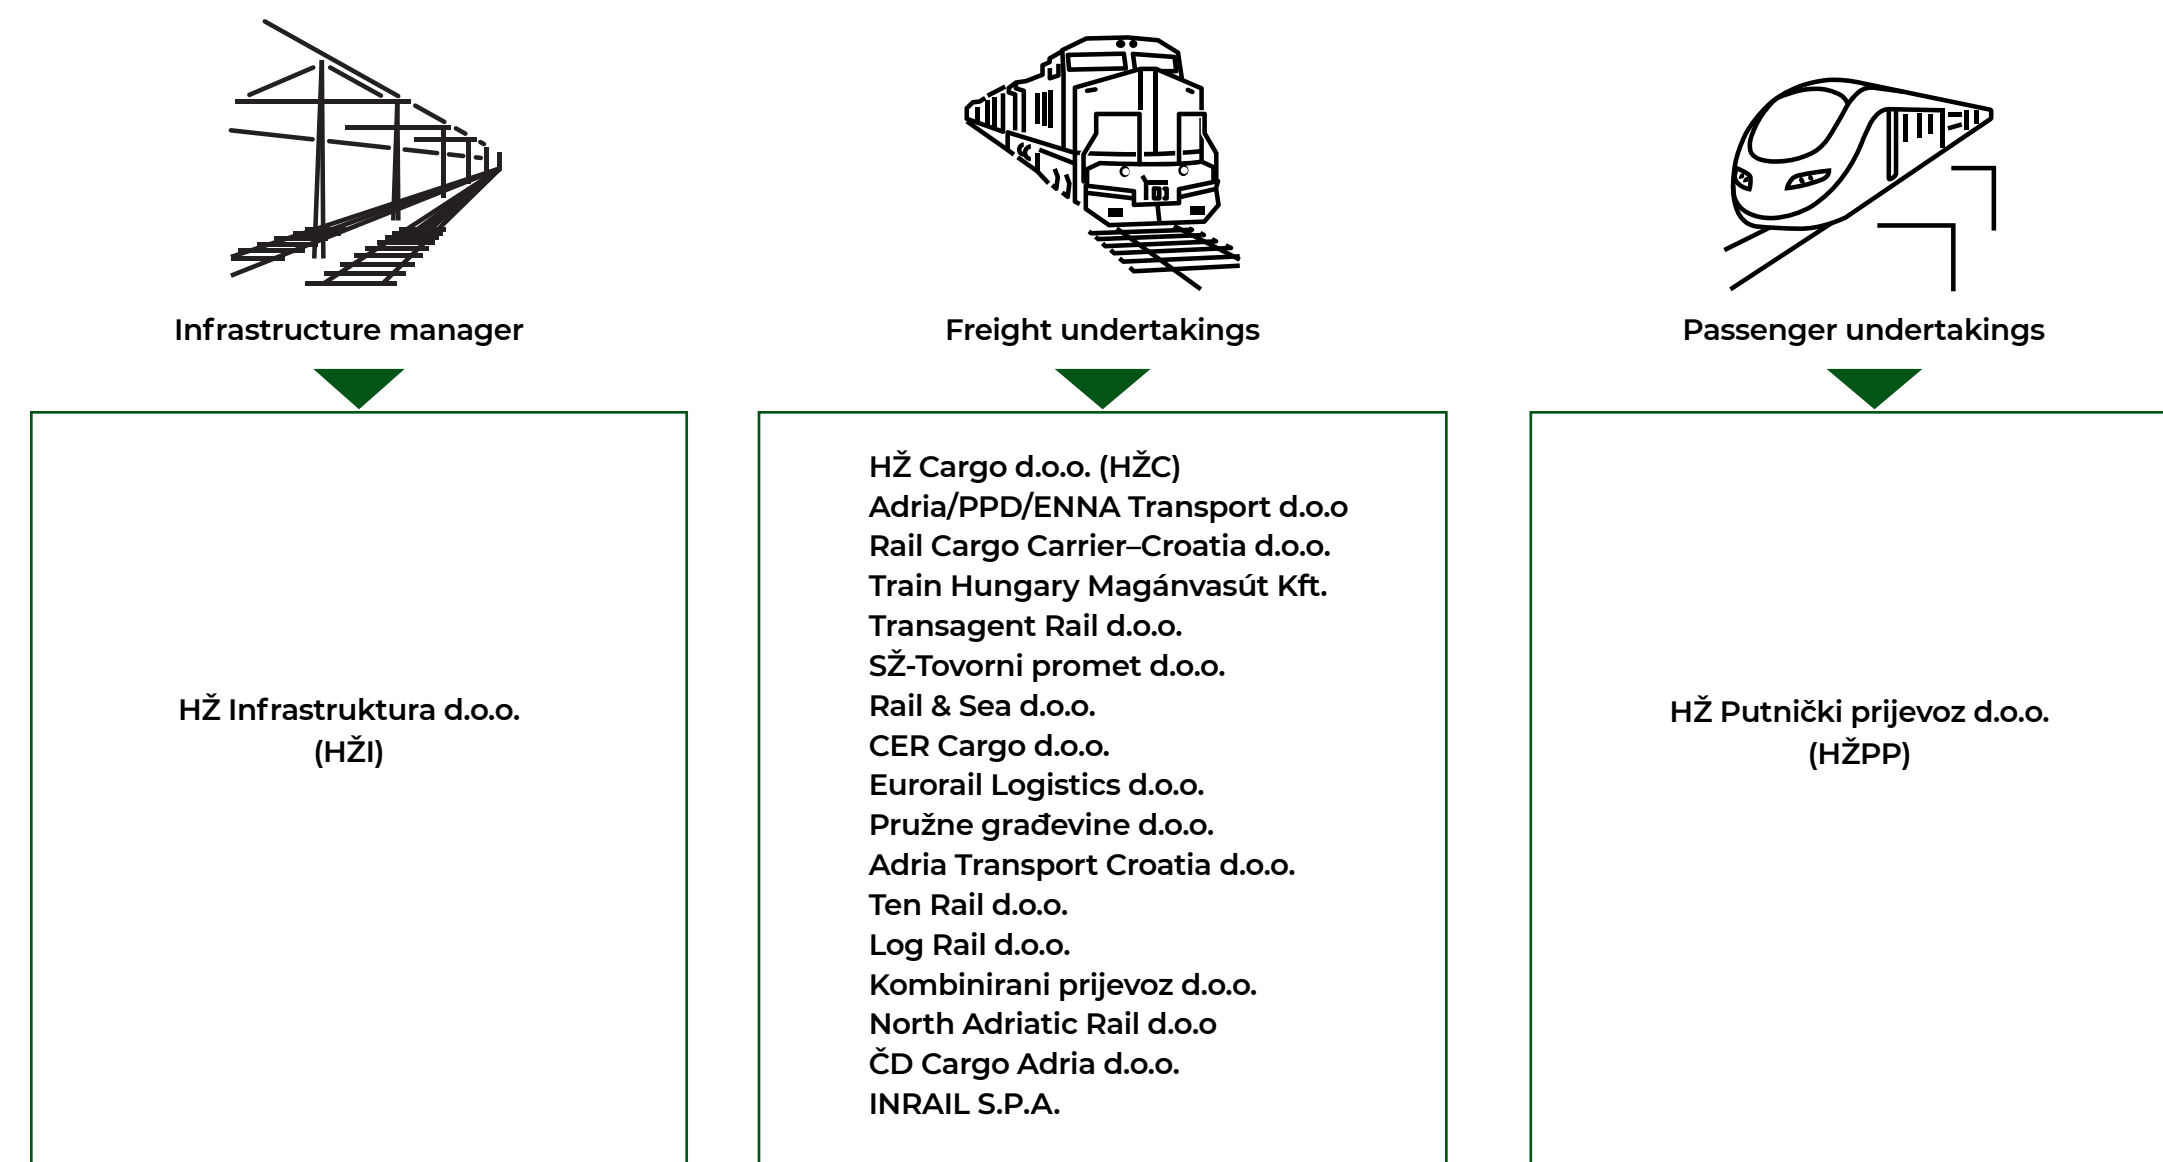 Infrastructure manager
HŽ Infrastruktura d.o.o.
(HŽI)
Freight undertakings
HŽ Cargo d.o.o. (HŽC)
Adria/PPD/ENNA Transport d.o.o
Rail Cargo Carrier–Croatia d.o.o.
Train Hungary Magánvasút Kft.
Transagent Rail d.o.o.
SŽ-Tovorni promet d.o.o.
Rail & Sea d.o.o.
CER Cargo d.o.o.
Eurorail Logistics d.o.o.
Pružne građevine d.o.o.
Adria Transport Croatia d.o.o.
Ten Rail d.o.o.
Log Rail d.o.o.
Kombinirani prijevoz d.o.o.
North Adriatic Rail d.o.o
ČD Cargo Adria d.o.o.
INRAIL S.P.A.
Passenger undertakings
HŽ Putnički prijevoz d.o.o.
(HŽPP)